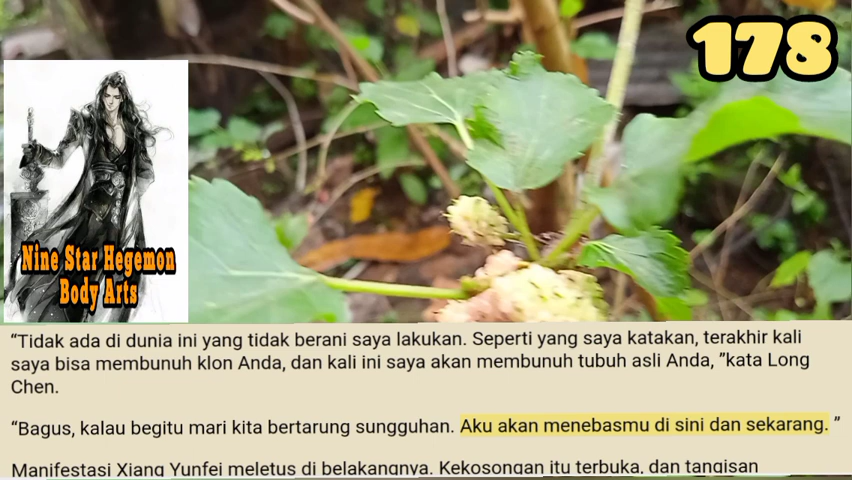 178
Nine Star Hegemon
Body Arts
“Tidak ada di dunia ini yang tidak berani saya lakukan. Seperti yang saya katakan, terakhir kali
saya bisa membunuh klon Anda, dan kali ini saya akan membunuh tubuh asli Anda, ”kata Long
Chen.
“Bagus, kalau begitu mari kita bertarung sungguhan. Aku akan menebasmu di sini dan sekarang. ”
Manifestasi Xiang Yunfei meletus di belakangnya. Kekosongan itu terbuka, dan tangisan